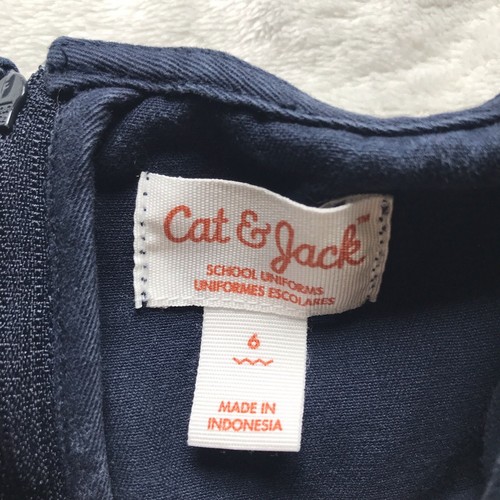 Cat & Jack™
SCHOOL UNIFORMS
UNIFORMES ESCOLARES
6
MADE IN
INDONESIA